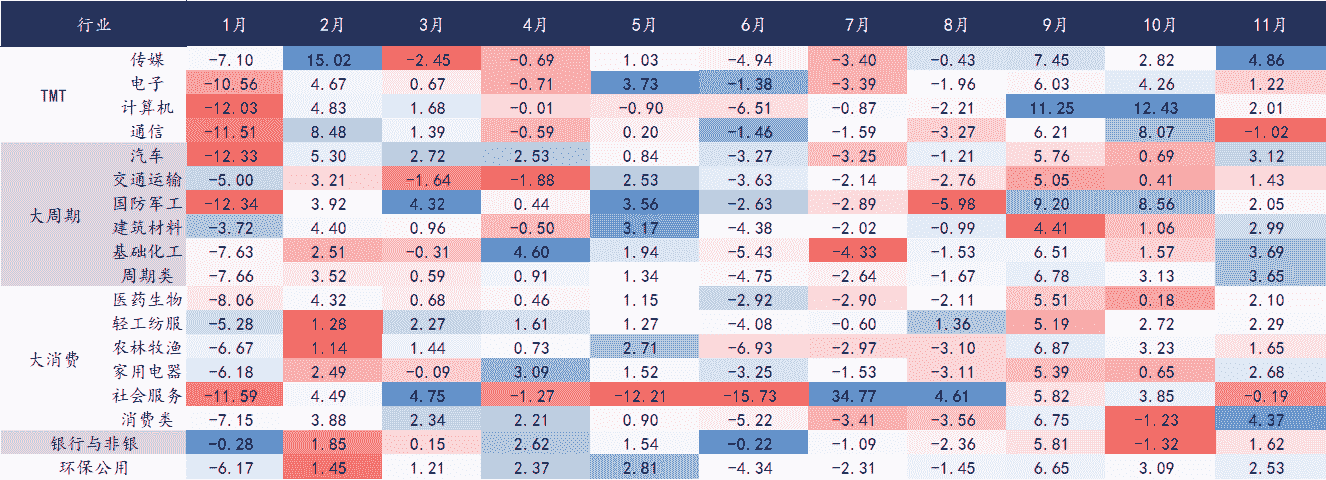 行业 1月 2月 3月 4月 5月 6月 7月 8月 9月 10月 11月
传媒 -7.10 15.02 -2.45 -0.69 1.03 -4.94 -3.40 -0.43 7.45 2.82 4.86
电子 -10.56 4.67 0.67 -0.71 3.73 -1.38 -3.39 -1.96 6.03 4.26 1.22
TMT
计算机 -12.03 4.83 1.68 -0.01 -0.90 -6.51 -0.87 -2.21 11.25 12.43 2.01
通信 -11.51 8.48 1.39 -0.59 0.20 -1.46 -1.59 -3.27 6.21 8.07 -1.02
汽车 -12.33 5.30 2.72 2.53 0.84 -3.27 -3.25 -1.21 5.76 0.69 3.12
交通运输 -5.00 3.21 -1.64 -1.88 2.53 -3.63 -2.14 -2.76 5.05 0.41 1.43
大周期
国防军工 -12.34 3.92 4.32 0.44 3.56 -2.63 -2.89 -5.98 9.20 8.56 2.05
建筑材料 -3.72 4.40 0.96 -0.50 3.17 -4.38 -2.02 -0.99 4.41 1.06 2.99
基础化工 -7.63 2.51 -0.31 4.60 1.94 -5.43 -4.33 -1.53 6.51 1.57 3.69
周期类 -7.66 3.52 0.59 0.91 1.34 -4.75 -2.64 -1.67 6.78 3.13 3.65
医药生物 -8.06 4.32 0.68 0.46 1.15 -2.92 -2.90 -2.11 5.51 0.18 2.10
轻工纺服 -5.28 1.28 2.27 1.61 1.27 -4.08 -0.60 1.36 5.19 2.72 2.29
大消费
农林牧渔 -6.67 1.14 1.44 0.73 2.71 -6.93 -2.97 -3.10 6.87 3.23 1.65
家用电器 -6.18 2.49 -0.09 3.09 1.52 -3.25 -1.53 -3.11 5.39 0.65 2.68
社会服务 -11.59 4.49 4.75 -1.27 -12.21 -15.73 34.77 4.61 5.82 3.85 -0.19
消费类 -7.15 3.88 2.34 2.21 0.90 -5.22 -3.41 -3.56 6.75 -1.23 4.37
银行与非银 -0.28 1.85 0.15 2.62 1.54 -0.22 -1.09 -2.36 5.81 -1.32 1.62
环保公用 -6.17 1.45 1.21 2.37 2.81 -4.34 -2.31 -1.45 6.65 3.09 2.53